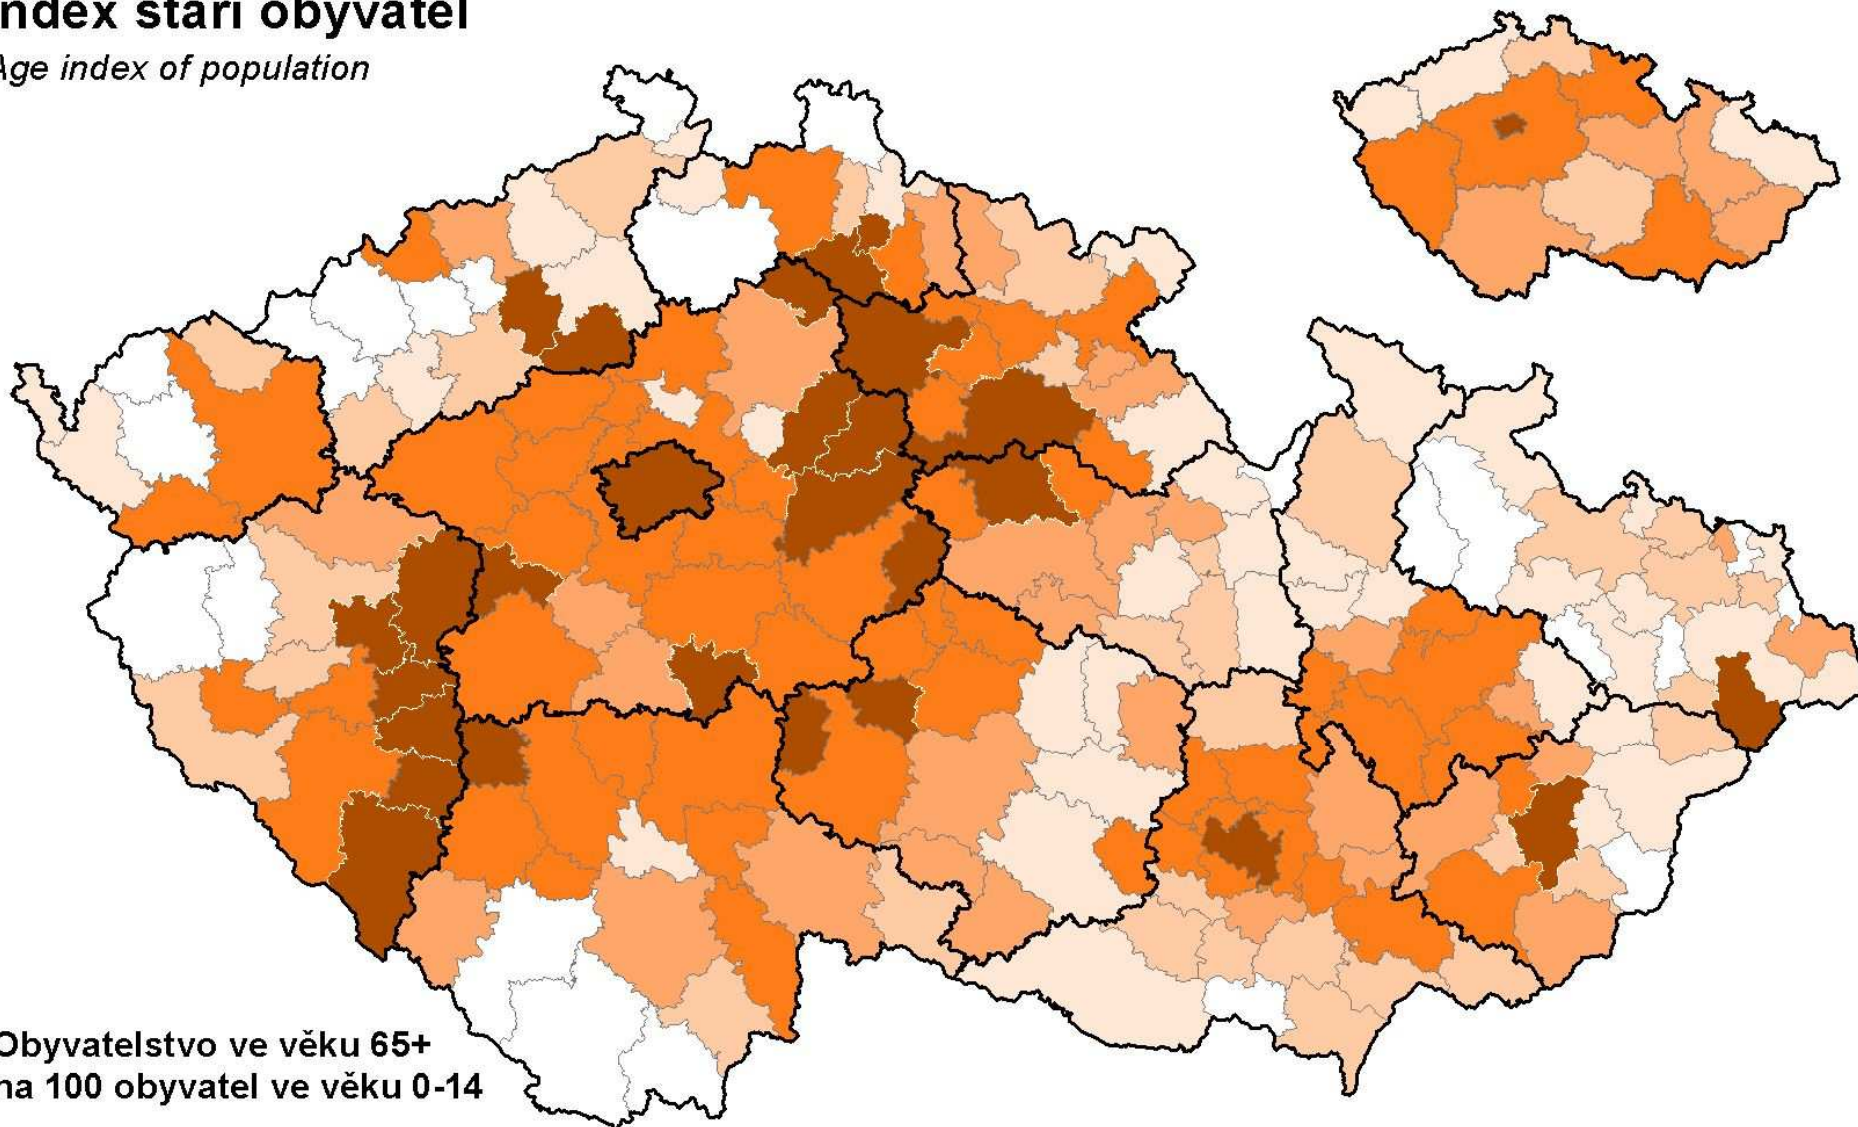 ndex stáří obyvatel
Age index of population
Obyvatelstvo ve věku 65+
na 100 obyvatel ve věku 0-14